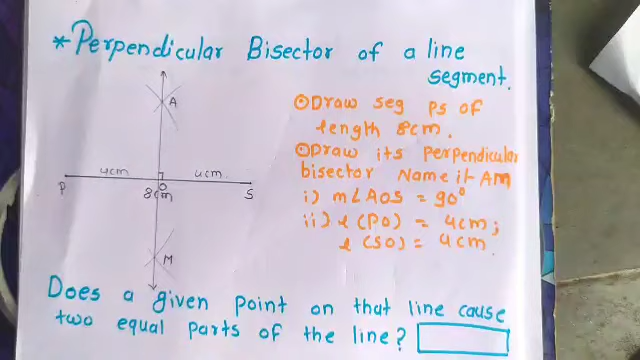 *Perpendicular Bisector of a line
segment.
A
⊙Draw seg ps of
length 8cm.
⊙Draw its perpendicular
bisector Name it AM
i) m∠AOS = 90°
ii) l (PO) = 4cm;
l (SO) = 4cm
4cm 4cm
P O S
8cm
M
Does a given point on that line cause
two equal parts of the line?